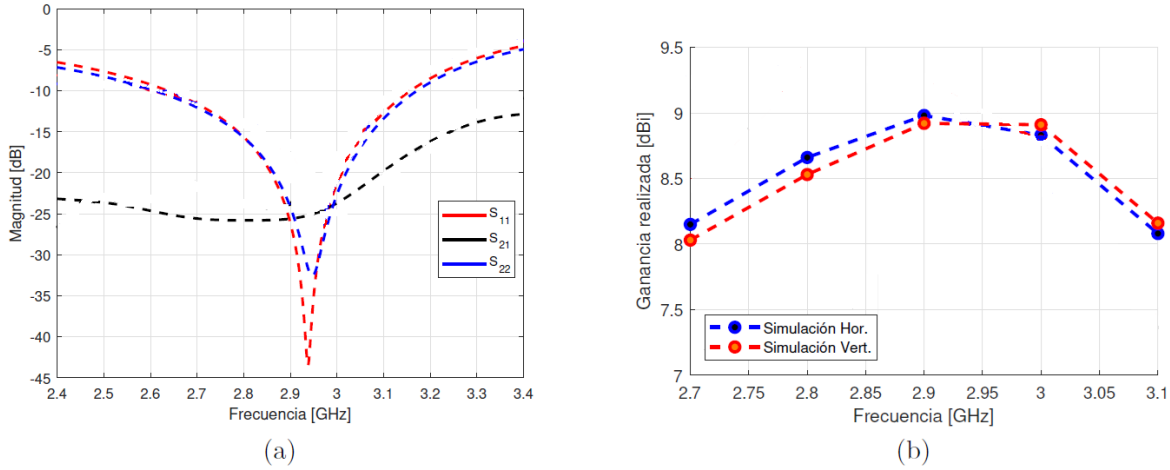 0
-5
-10
-15
-20
-25
-30
-35
-40
-45
Magnitud [dB]
S11
S21
S22
2.4 2.5 2.6 2.7 2.8 2.9 3 3.1 3.2 3.3 3.4
Frecuencia [GHz]
(a)
9.5
9
8.5
8
7.5
7
Ganancia realizada [dBi]
Simulación Hor.
Simulación Vert.
2.7 2.75 2.8 2.85 2.9 2.95 3 3.05 3.1
Frecuencia [GHz]
(b)